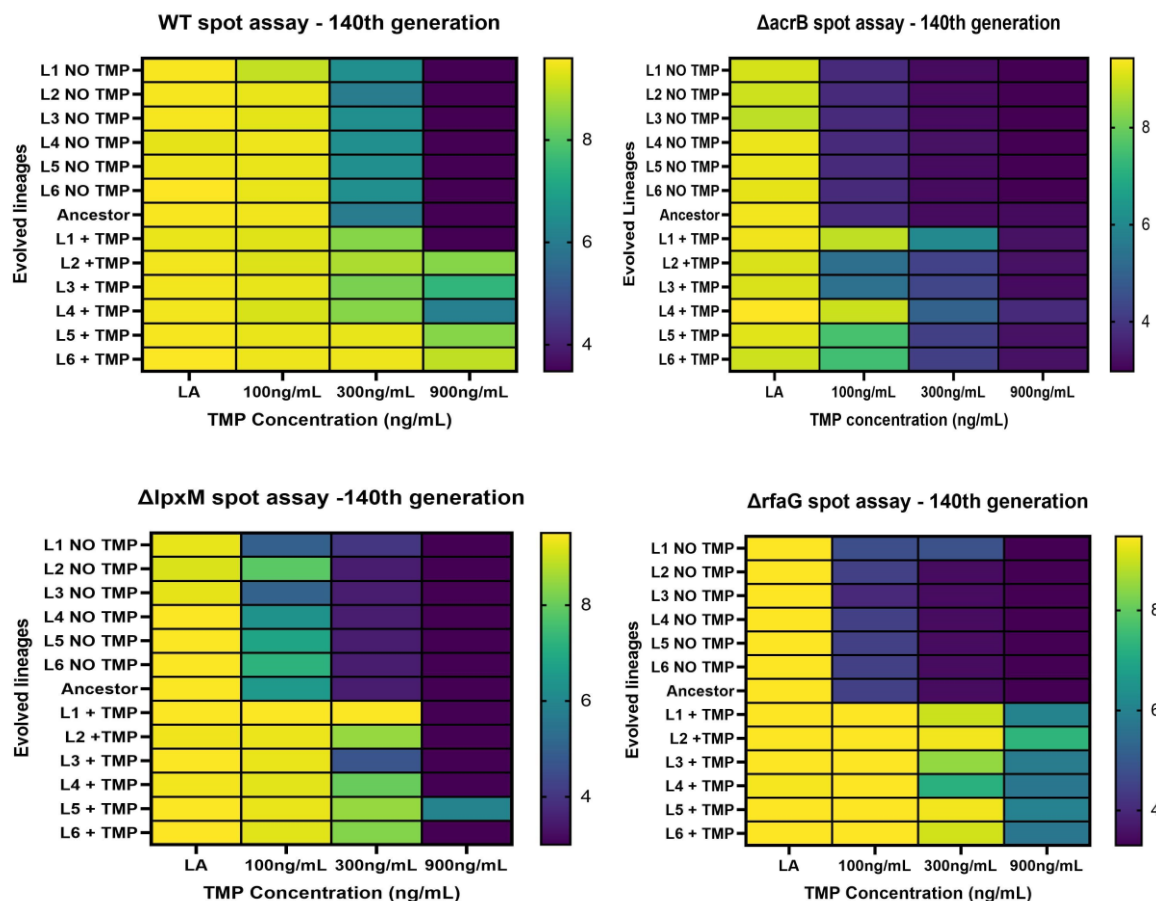 WT spot assay - 140th generation
L1 NO TMP
L2 NO TMP
L3 NO TMP
L4 NO TMP
L5 NO TMP
L6 NO TMP
Ancestor
L1 + TMP
L2 +TMP
L3 + TMP
L4 + TMP
L5 + TMP
L6 + TMP
Evolved lineages
8
6
4
LA 100ng/mL 300ng/mL 900ng/mL
TMP Concentration (ng/mL)
ΔacrB spot assay - 140th generation
L1 NO TMP
L2 NO TMP
L3 NO TMP
L4 NO TMP
L5 NO TMP
L6 NO TMP
Ancestor
L1 + TMP
L2 +TMP
L3 + TMP
L4 + TMP
L5 + TMP
L6 + TMP
Evolved Lineages
8
6
4
LA 100ng/mL 300ng/mL 900ng/mL
TMP concentration (ng/mL)
ΔlpxM spot assay -140th generation
L1 NO TMP
L2 NO TMP
L3 NO TMP
L4 NO TMP
L5 NO TMP
L6 NO TMP
Ancestor
L1 + TMP
L2 +TMP
L3 + TMP
L4 + TMP
L5 + TMP
L6 + TMP
Evolved lineages
8
6
4
LA 100ng/mL 300ng/mL 900ng/mL
TMP Concentration (ng/mL)
ΔrfaG spot assay - 140th generation
L1 NO TMP
L2 NO TMP
L3 NO TMP
L4 NO TMP
L5 NO TMP
L6 NO TMP
Ancestor
L1 + TMP
L2 +TMP
L3 + TMP
L4 + TMP
L5 + TMP
L6 + TMP
Evolved lineages
8
6
4
LA 100ng/mL 300ng/mL 900ng/mL
TMP Concentration (ng/mL)